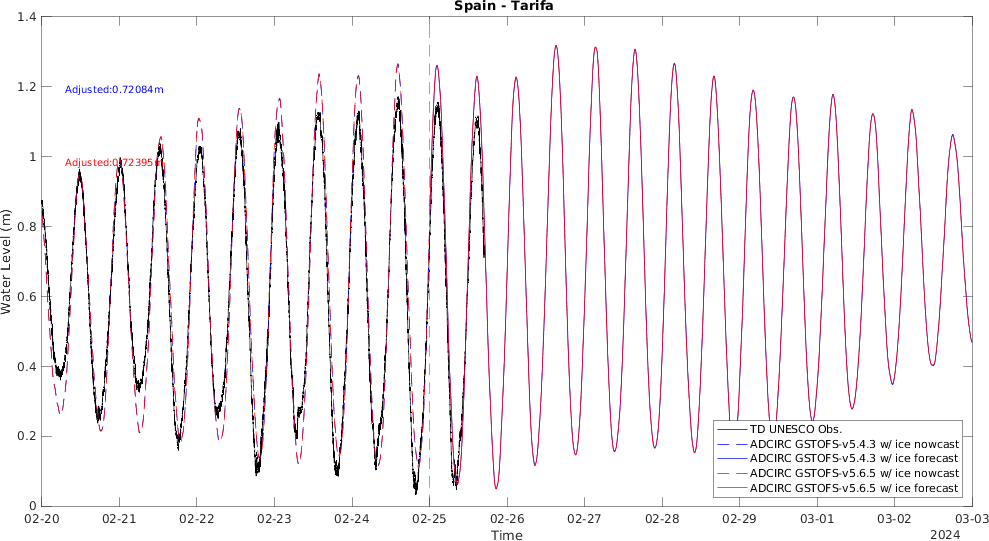 Spain - Tarifa
1.4
1.2
1
0.8
0.6
0.4
0.2
0
Water Level (m)
Adjusted:0.72084m
Adjusted:0.72395m
TD UNESCO Obs.
ADCIRC GSTOFS-v5.4.3 w/ ice nowcast
ADCIRC GSTOFS-v5.4.3 w/ ice forecast
ADCIRC GSTOFS-v5.6.5 w/ ice nowcast
ADCIRC GSTOFS-v5.6.5 w/ ice forecast
02-20 02-21 02-22 02-23 02-24 02-25 02-26 02-27 02-28 02-29 03-01 03-02 03-03
Time
2024